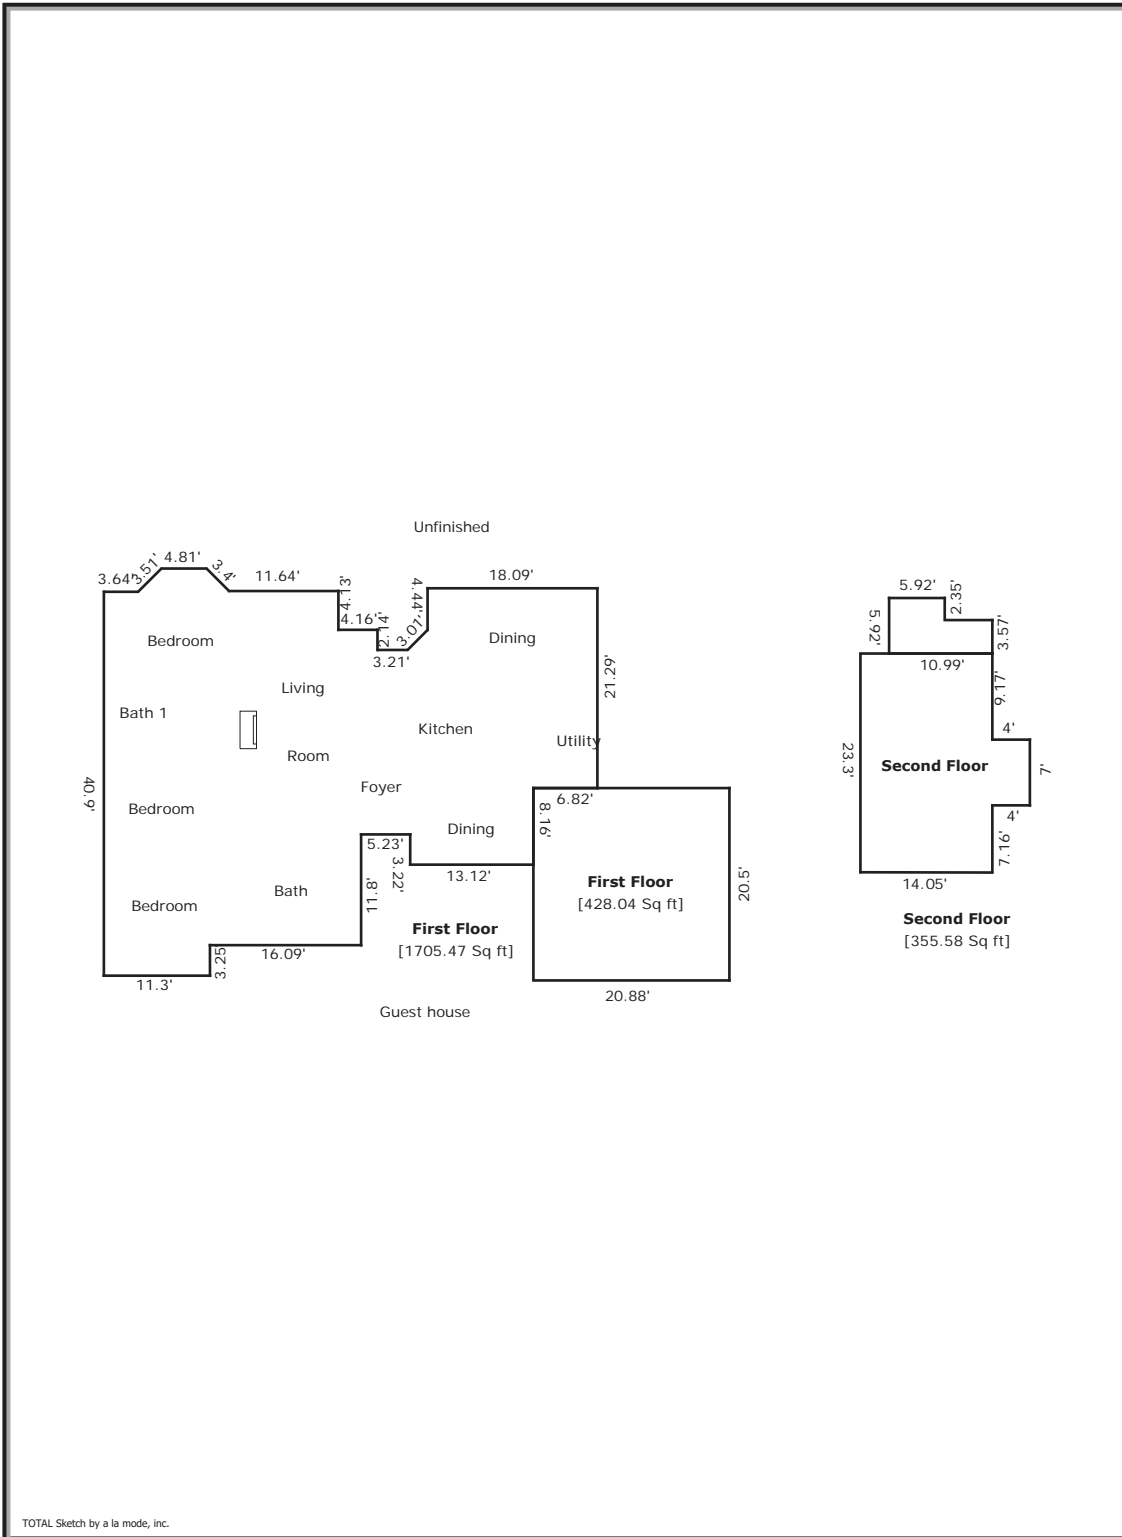 Unfinished
3.64'
3.51'
4.81'
3.4'
11.64'
4.13'
4.16'
2.14'
3.21'
3.01'
4.44'
18.09'
21.29'
Bedroom
Dining
Living
Bath 1
Kitchen
Utility
Room
Foyer
40.9'
Bedroom
Dining
6.82'
8.16'
5.23'
3.22'
13.12'
11.8'
First Floor
[428.04 Sq ft]
20.5'
Bath
Bedroom
First Floor
[1705.47 Sq ft]
16.09'
3.25'
11.3'
20.88'
Guest house
5.92'
2.35'
5.92'
3.57'
10.99'
9.17'
4'
23.3'
Second Floor
7'
4'
7.16'
14.05'
Second Floor
[355.58 Sq ft]
TOTAL Sketch by a la mode, inc.